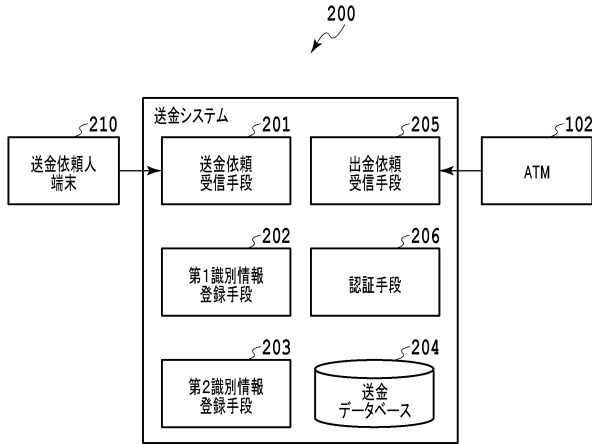 200
送金システム
210
送金依頼人
端末
201
送金依頼
受信手段
205
出金依頼
受信手段
102
ATM
202
第1識別情報
登録手段
206
認証手段
203
第2識別情報
登録手段
204
送金
データベース